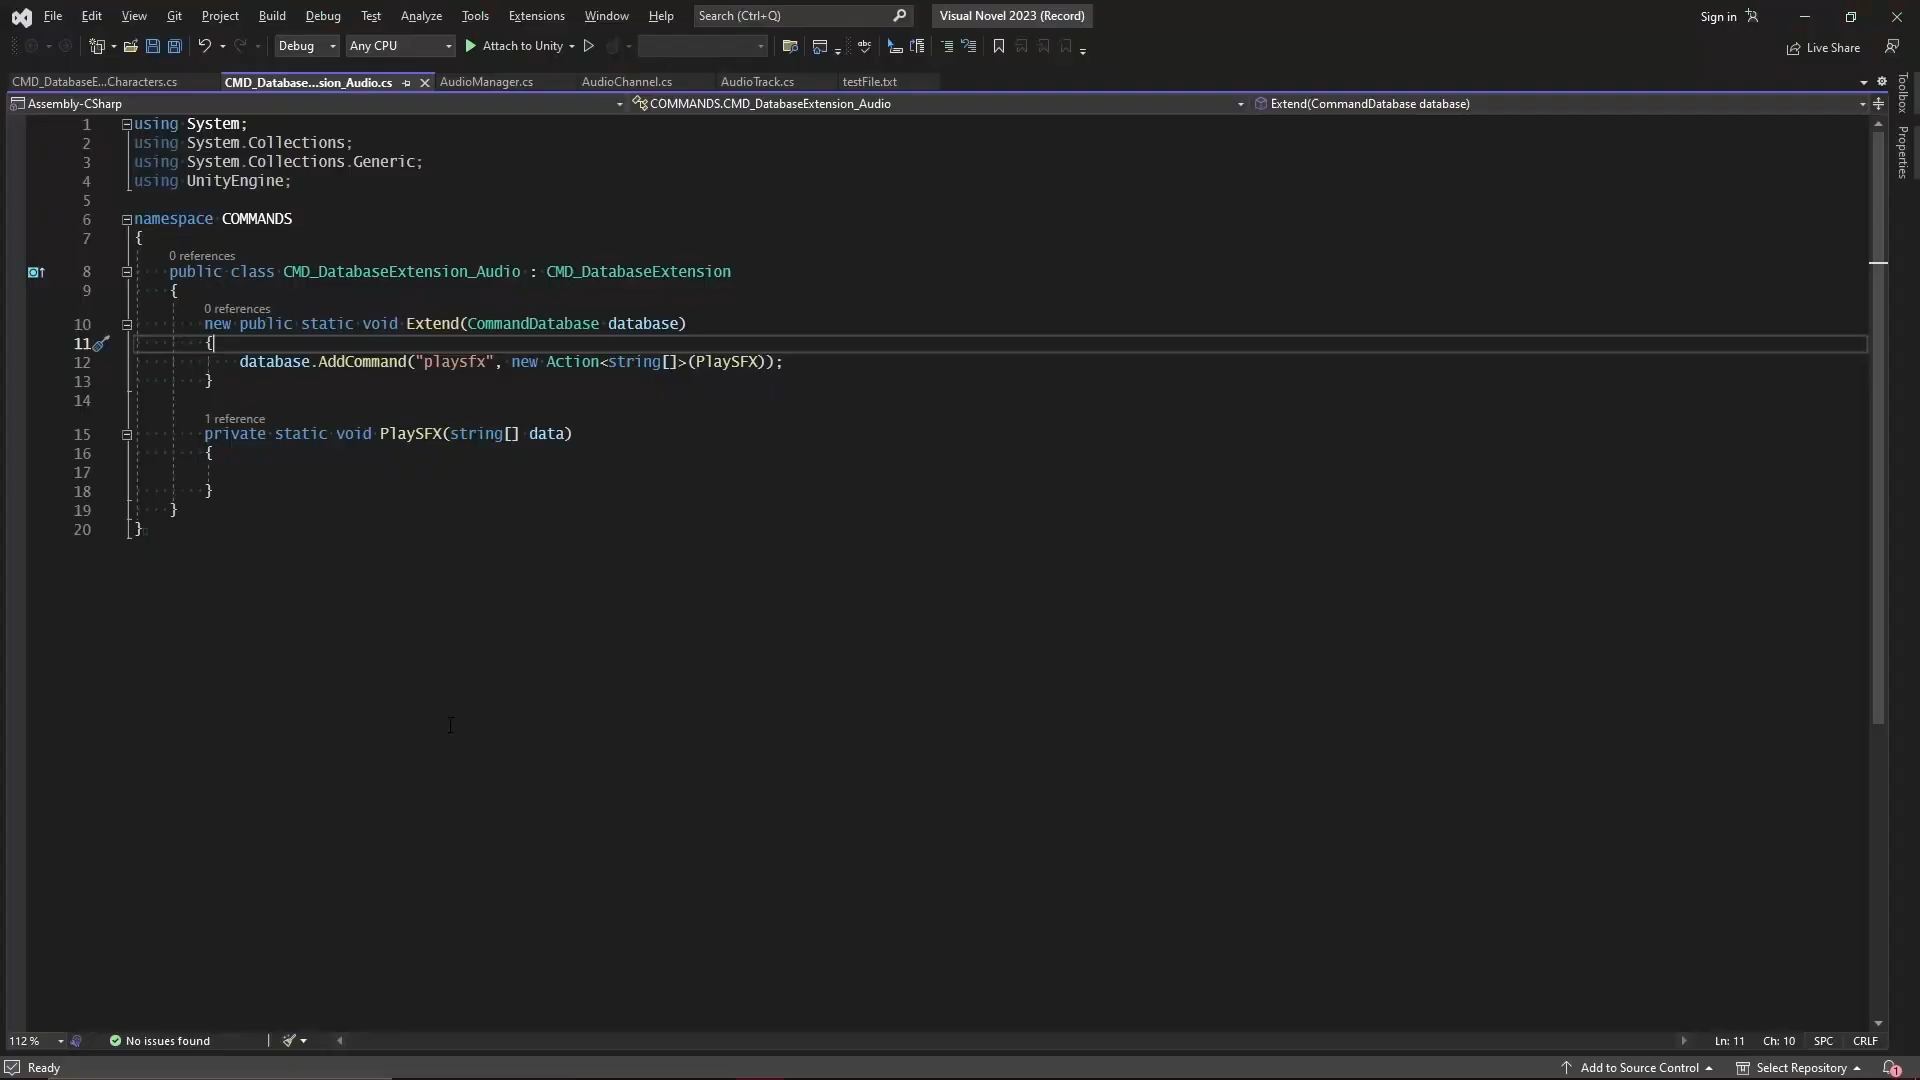 File Edit View Git Project Build Debug Test Analyze Tools Extensions Window Help Search (Ctrl+Q) Visual Novel 2023 (Record) Sign in
Debug Any CPU Attach to Unity Live Share
CMD_DatabaseE...Characters.cs CMD_Database...sion_Audio.cs AudioManager.cs AudioChannel.cs AudioTrack.cs testFile.txt
Assembly-CSharp COMMANDS.CMD_DatabaseExtension_Audio Extend(CommandDatabase database)
Toolbox
Properties
1 using System;
2 using System.Collections;
3 using System.Collections.Generic;
4 using UnityEngine;
5
6 namespace COMMANDS
7 {
0 references
8 public class CMD_DatabaseExtension_Audio : CMD_DatabaseExtension
9 {
0 references
10 new public static void Extend(CommandDatabase database)
11 {
12 database.AddCommand("playsfx", new Action<string[]>(PlaySFX));
13 }
14
1 reference
15 private static void PlaySFX(string[] data)
16 {
17
18 }
19 }
20 }
112 % No issues found Ln: 11 Ch: 10 SPC CRLF
Ready Add to Source Control Select Repository 1